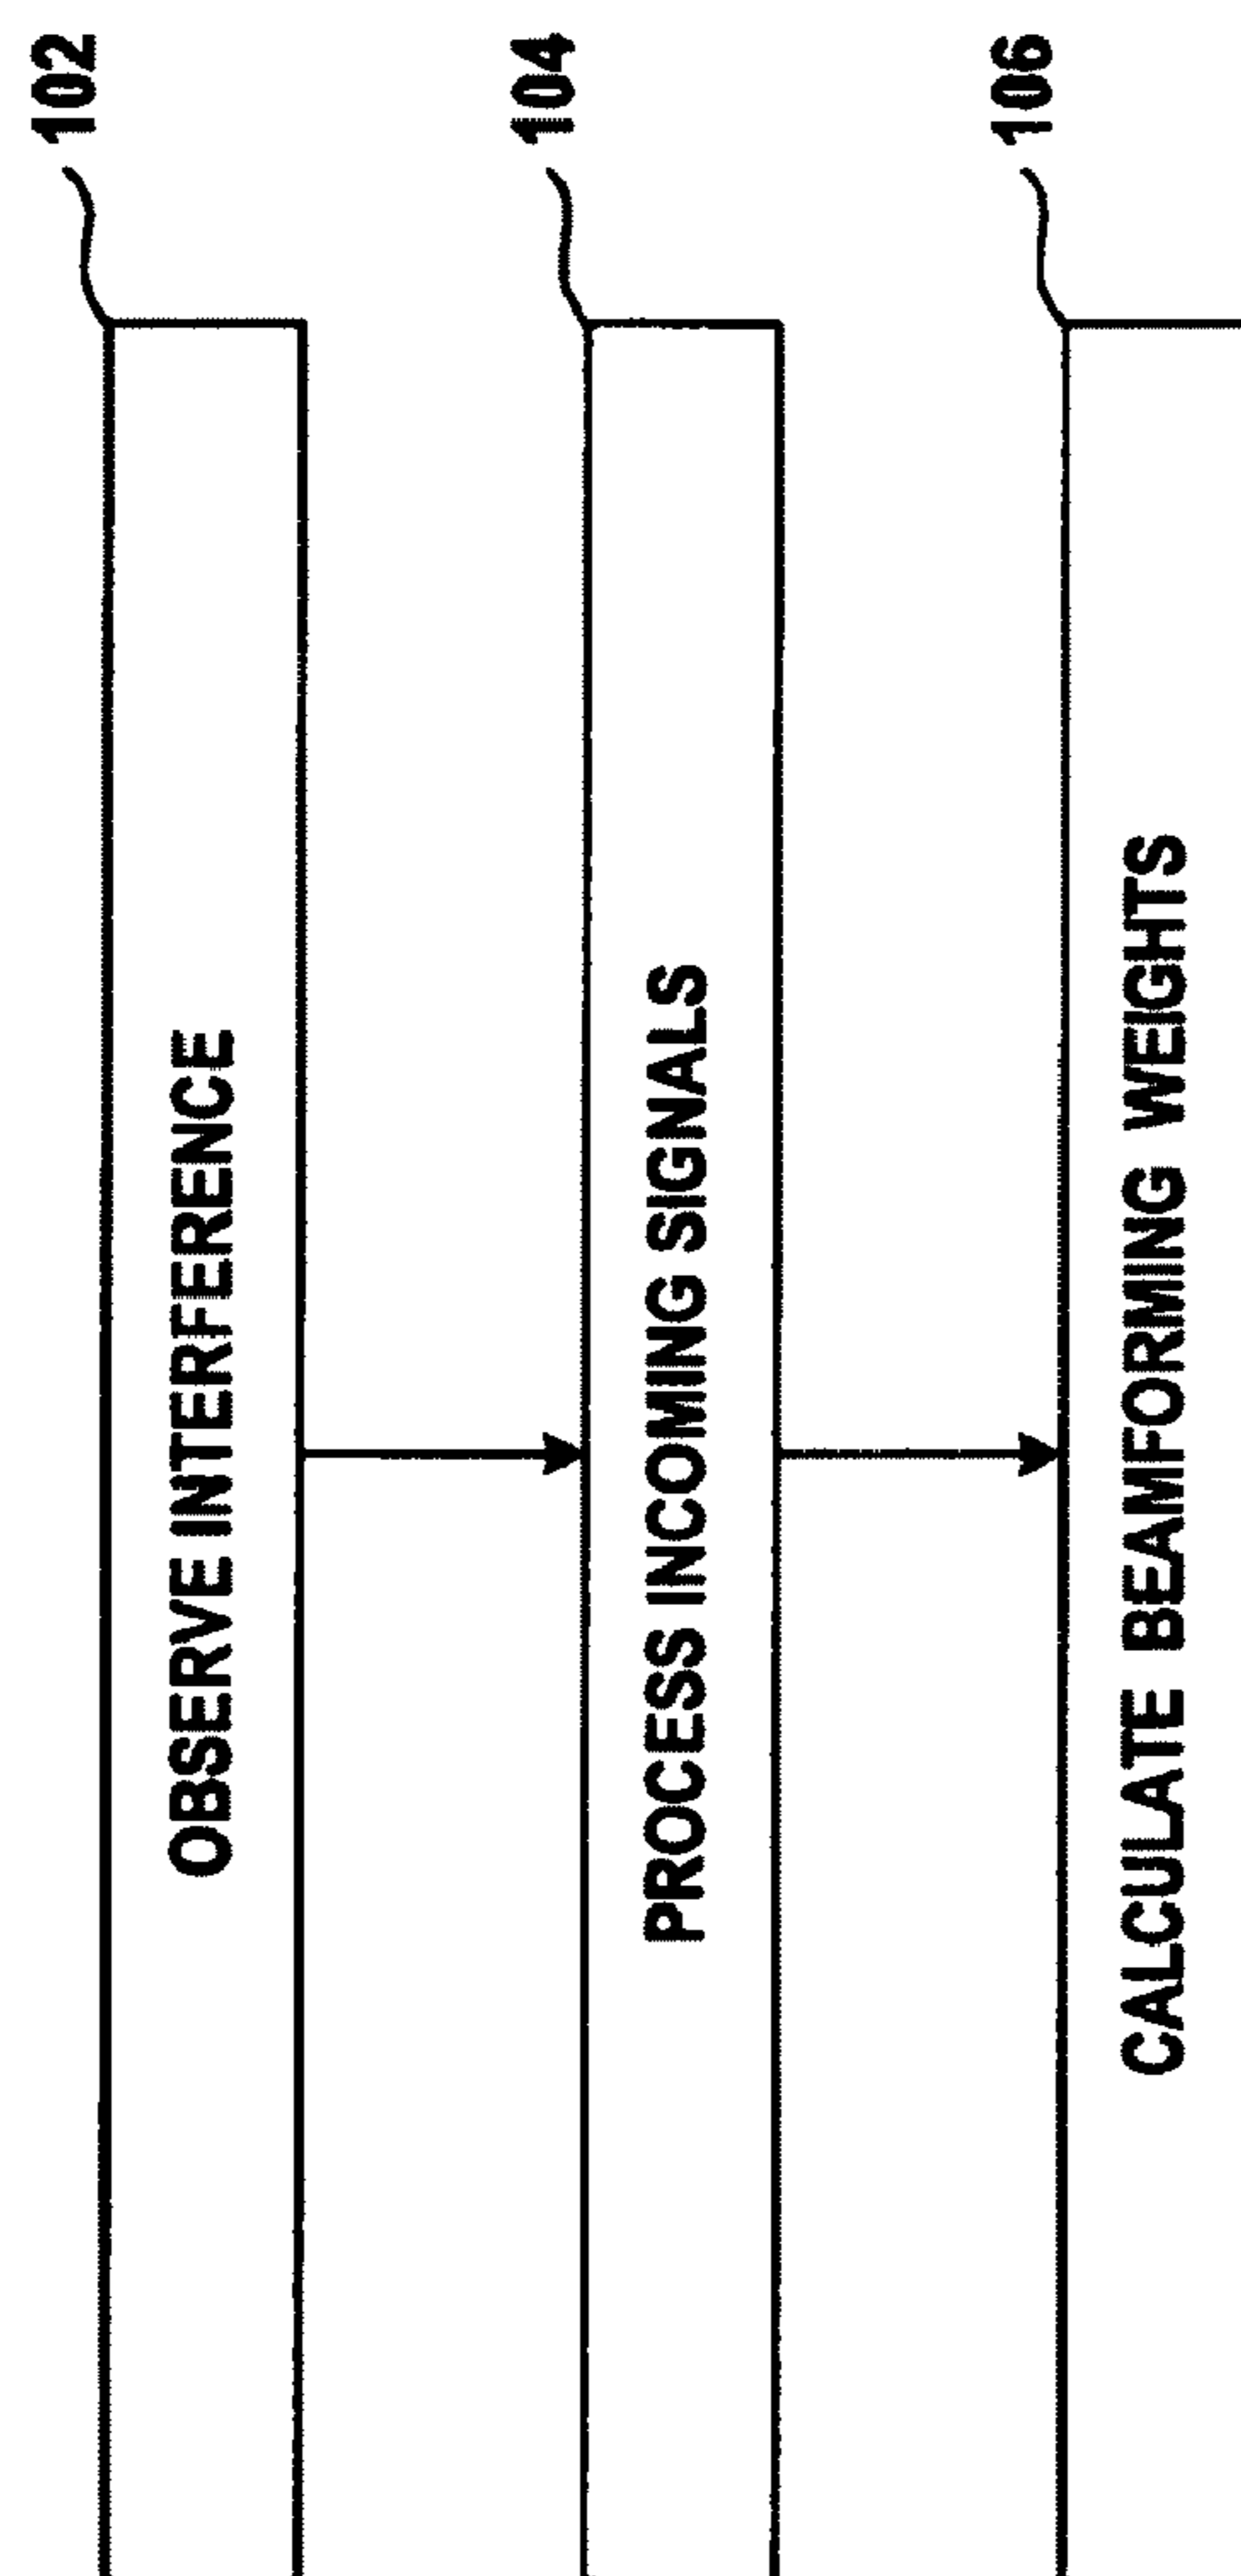 102
OBSERVE INTERFERENCE
104
PROCESS INCOMING SIGNALS
106
CALCULATE BEAMFORMING WEIGHTS